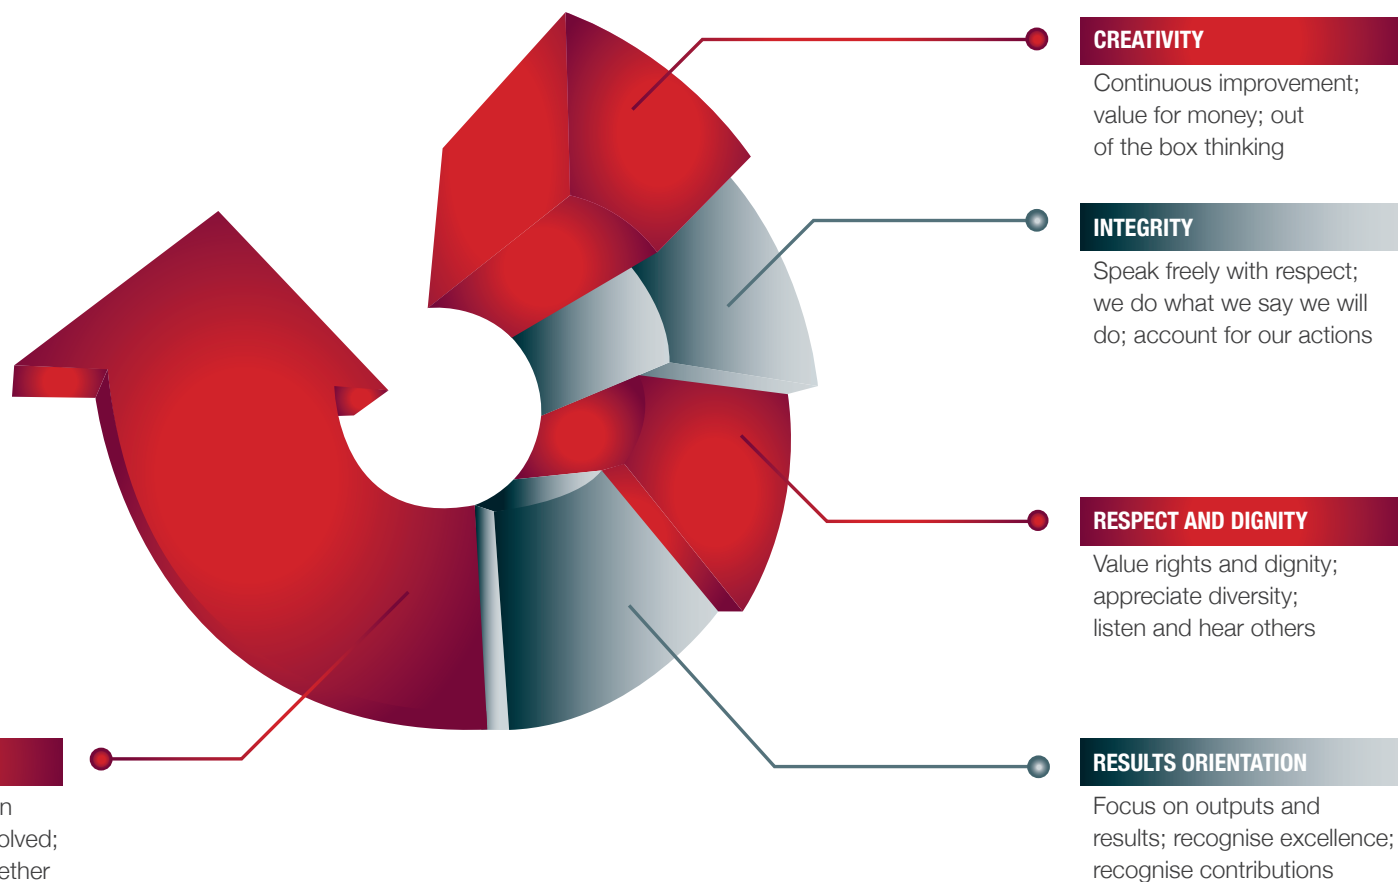 CREATIVITY
Continuous improvement;
value for money; out
of the box thinking
INTEGRITY
Speak freely with respect;
we do what we say we will
do; account for our actions
RESPECT AND DIGNITY
Value rights and dignity;
appreciate diversity;
listen and hear others
RESULTS ORIENTATION
Focus on outputs and
results; recognise excellence;
recognise contributions